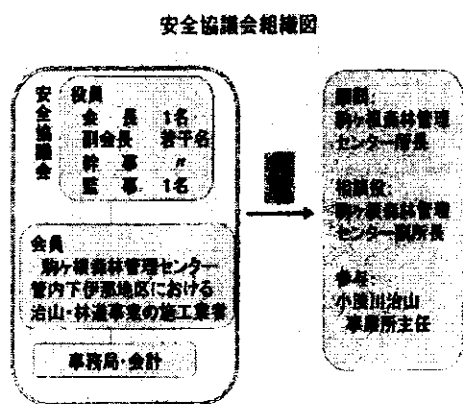 安全協議会組織図
安全協議会
役員
会長 1名
副会長 若干名
幹事 〃
監事 1名
会員
駒ヶ根森林管理センター
管内下伊那地区における
治山・林道事業の施工業者
事務局・会計
顧問:
駒ヶ根森林管理
センター所長
相談役:
駒ヶ根森林管理
センター副所長
参与:
小渋川治山
事業所主任